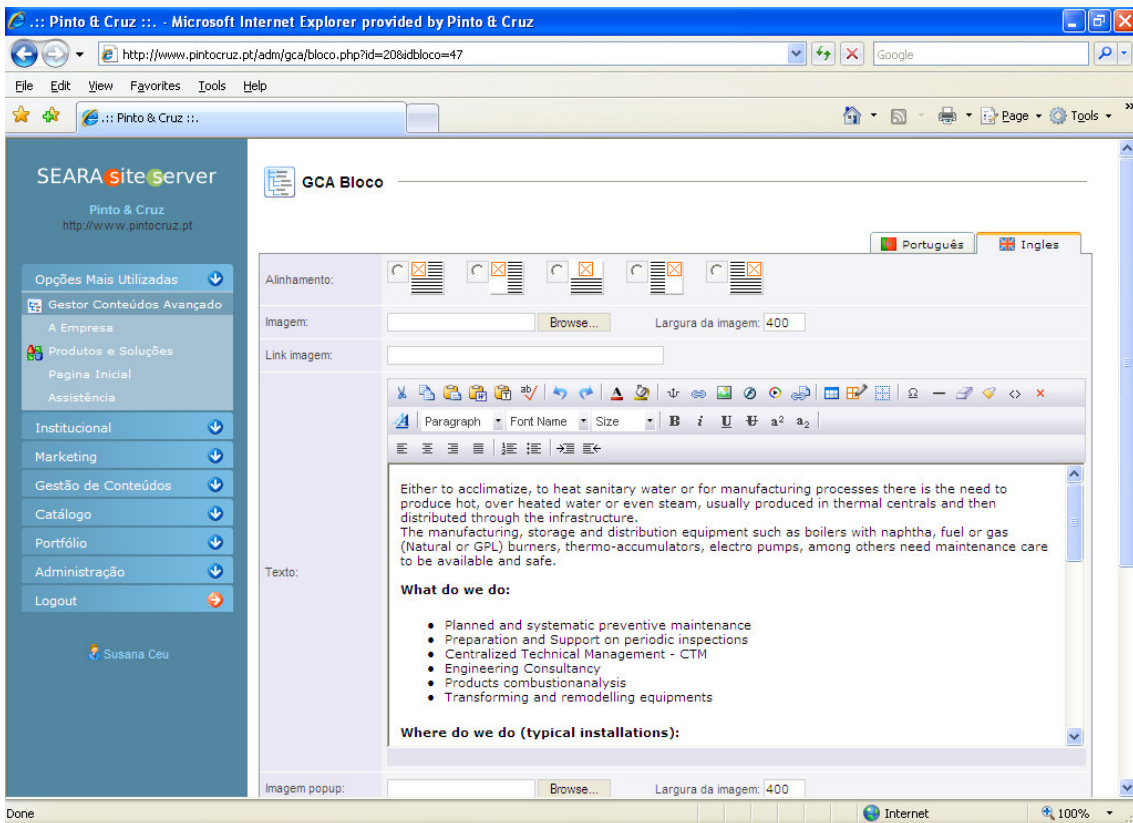 .:: Pinto & Cruz ::. - Microsoft Internet Explorer provided by Pinto & Cruz
http://www.pintocruz.pt/adm/gca/bloco.php?id=20&idbloco=47
Google
File Edit View Favorites Tools Help
.:: Pinto & Cruz ::.
Page Tools
SEARA site server
Pinto & Cruz
http://www.pintocruz.pt
Opções Mais Utilizadas
Gestor Conteúdos Avançado
A Empresa
Produtos e Soluções
Pagina Inicial
Assistência
Institucional
Marketing
Gestão de Conteúdos
Catálogo
Portfólio
Administração
Logout
Susana Ceu
GCA Bloco
Português Ingles
Alinhamento:
Imagem: Browse... Largura da imagem: 400
Link imagem:
Paragraph Font Name Size B i U U a² a₂
Texto:
Either to acclimatize, to heat sanitary water or for manufacturing processes there is the need to
produce hot, over heated water or even steam, usually produced in thermal centrals and then
distributed through the infrastructure.
The manufacturing, storage and distribution equipment such as boilers with naphtha, fuel or gas
(Natural or GPL) burners, thermo-accumulators, electro pumps, among others need maintenance care
to be available and safe.
What do we do:
● Planned and systematic preventive maintenance
● Preparation and Support on periodic inspections
● Centralized Technical Management - CTM
● Engineering Consultancy
● Products combustionanalysis
● Transforming and remodelling equipments
Where do we do (typical installations):
Imagem popup: Browse... Largura da imagem: 400
Done Internet 100%